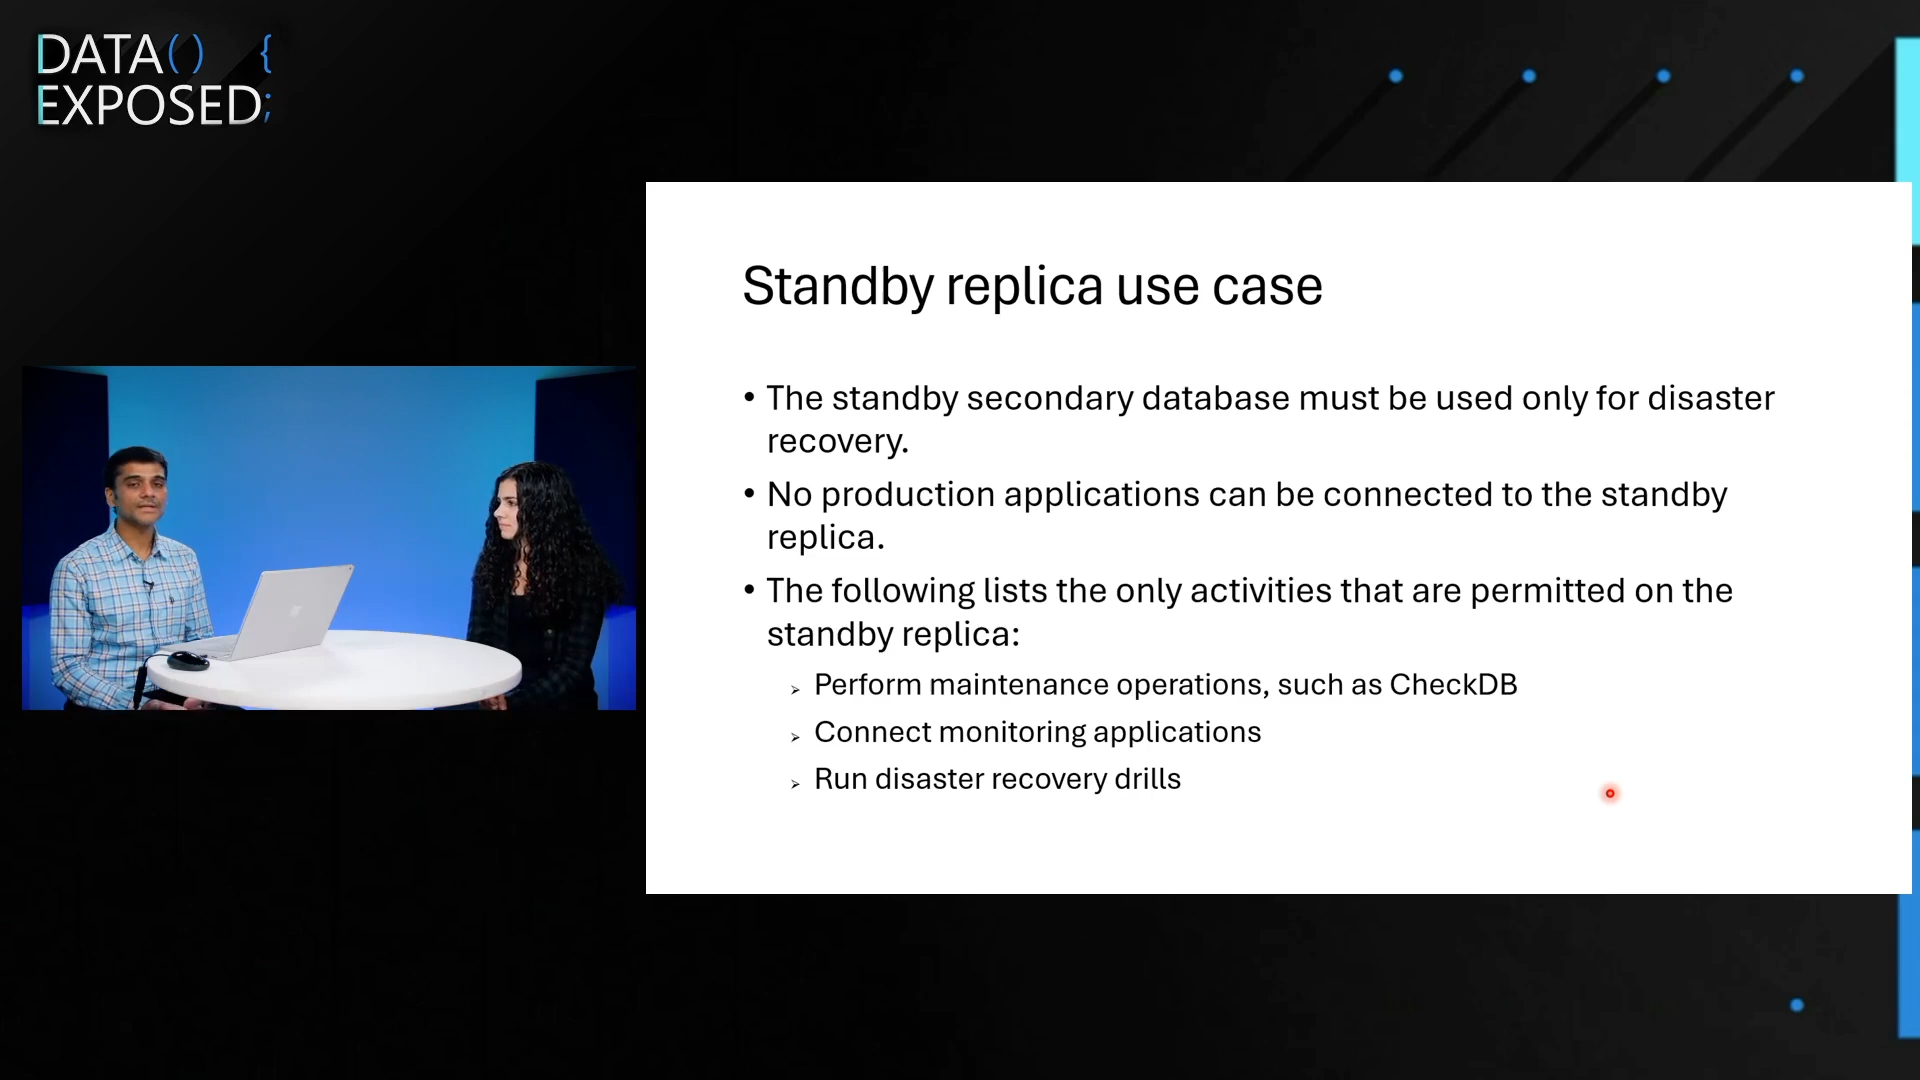 DATA() {
EXPOSED;
Standby replica use case
• The standby secondary database must be used only for disaster
recovery.
• No production applications can be connected to the standby
replica.
• The following lists the only activities that are permitted on the
standby replica:
➢ Perform maintenance operations, such as CheckDB
➢ Connect monitoring applications
➢ Run disaster recovery drills